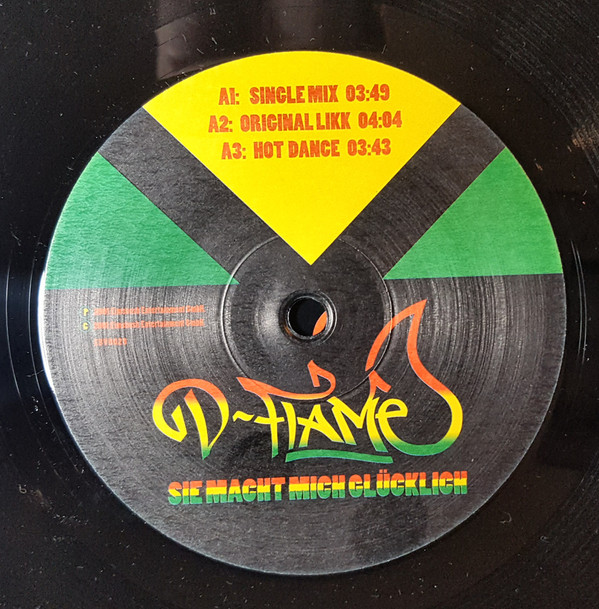 A1: SINGLE MIX 03:49
A2: ORIGINAL LIKK 04:04
A3: HOT DANCE 03:43
P
C
D-FLAME
SIE MACHT MICH GLÜCKLICH